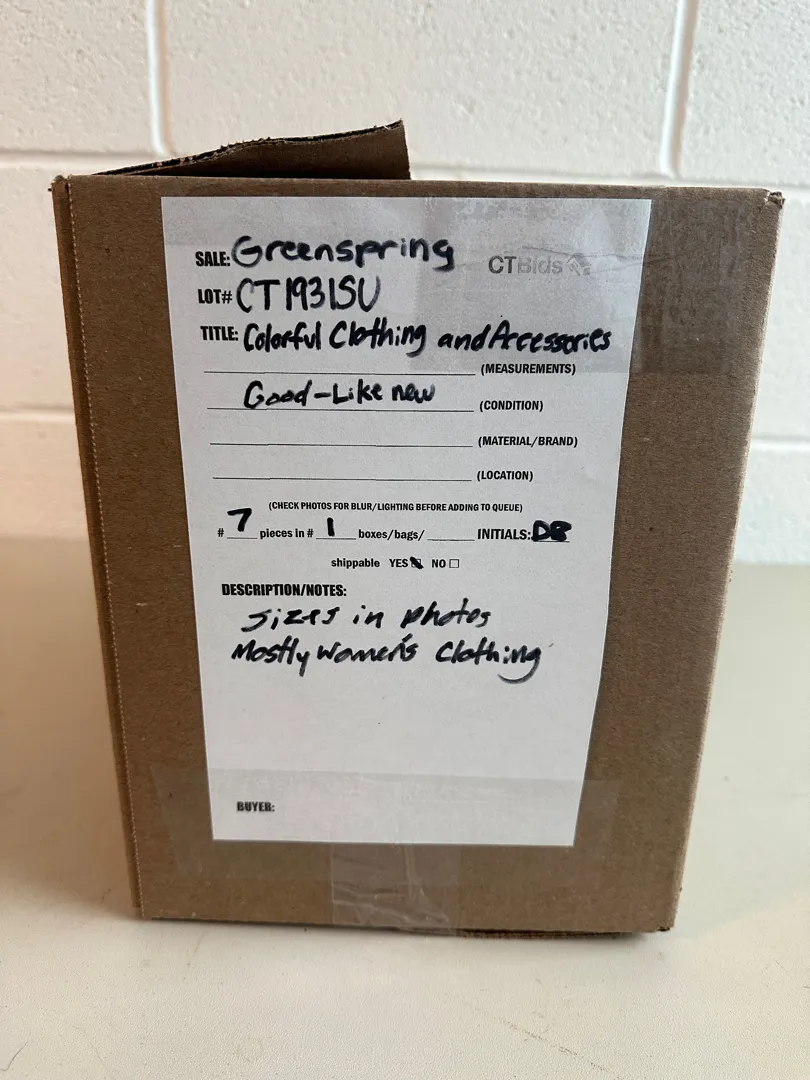 SALE: Greenspring
CTBids
LOT# CT1931SU
TITLE: Colorful Clothing and Accessories
(MEASUREMENTS)
Good-Like new (CONDITION)
(MATERIAL/BRAND)
(LOCATION)
(CHECK PHOTOS FOR BLUR/LIGHTING BEFORE ADDING TO QUEUE)
# 7 pieces in # 1 boxes/bags/ INITIALS: DB
shippable YES NO
DESCRIPTION/NOTES:
sizes in photos
Mostly Women's Clothing
BUYER: